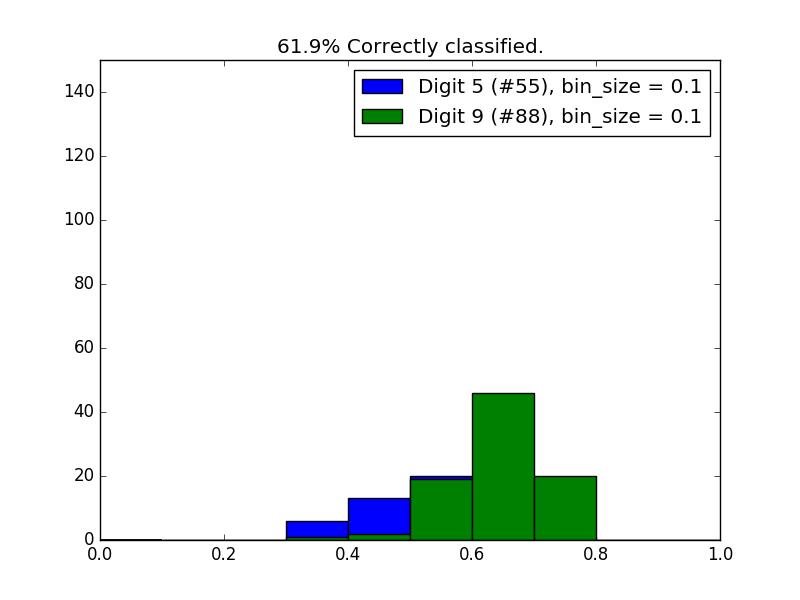 61.9% Correctly classified.
Digit 5 (#55), bin_size = 0.1
Digit 9 (#88), bin_size = 0.1
140
120
100
80
60
40
20
0
0.0 0.2 0.4 0.6 0.8 1.0